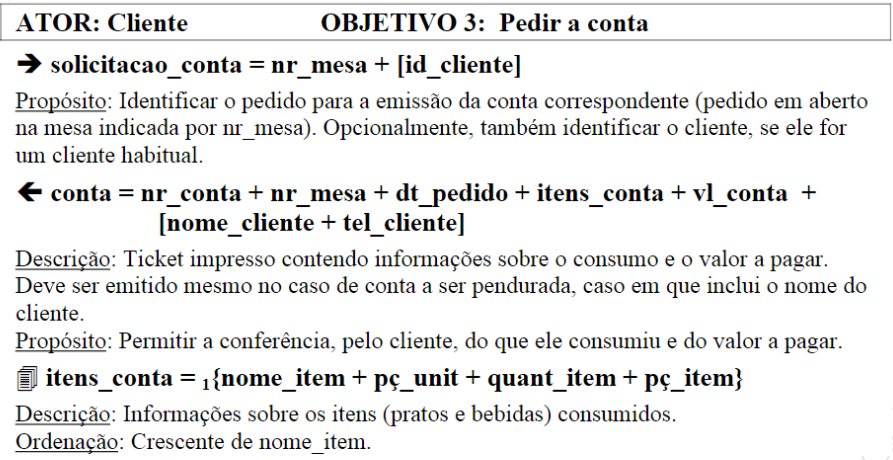 ATOR: Cliente OBJETIVO 3: Pedir a conta
➔ solicitacao_conta = nr_mesa + [id_cliente]
Propósito: Identificar o pedido para a emissão da conta correspondente (pedido em aberto
na mesa indicada por nr_mesa). Opcionalmente, também identificar o cliente, se ele for
um cliente habitual.
🡸 conta = nr_conta + nr_mesa + dt_pedido + itens_conta + vl_conta +
[nome_cliente + tel_cliente]
Descrição: Ticket impresso contendo informações sobre o consumo e o valor a pagar.
Deve ser emitido mesmo no caso de conta a ser pendurada, caso em que inclui o nome do
cliente.
Propósito: Permitir a conferência, pelo cliente, do que ele consumiu e do valor a pagar.
itens_conta = ₁{nome_item + pç_unit + quant_item + pç_item}
Descrição: Informações sobre os itens (pratos e bebidas) consumidos.
Ordenação: Crescente de nome_item.